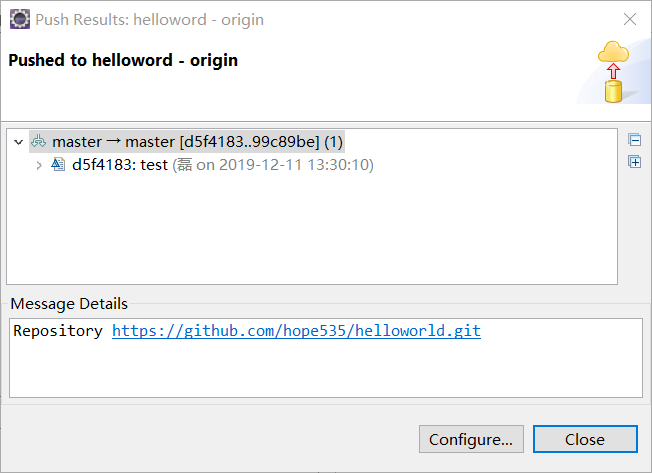 Push Results: helloword - origin
Pushed to helloword - origin
master → master [d5f4183..99c89be] (1)
d5f4183: test (磊 on 2019-12-11 13:30:10)
Message Details
Repository https://github.com/hope535/helloworld.git
Configure...
Close